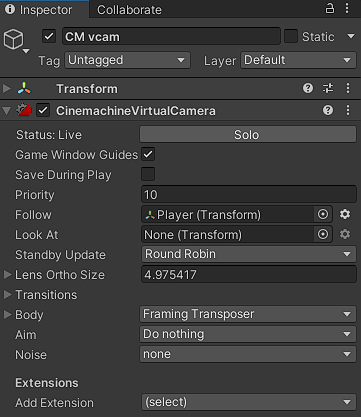 Inspector Collaborate
CM vcam Static
Tag Untagged Layer Default
Transform
CinemachineVirtualCamera
Status: Live Solo
Game Window Guides
Save During Play
Priority 10
Follow Player (Transform)
Look At None (Transform)
Standby Update Round Robin
Lens Ortho Size 4.975417
Transitions
Body Framing Transposer
Aim Do nothing
Noise none
Extensions
Add Extension (select)